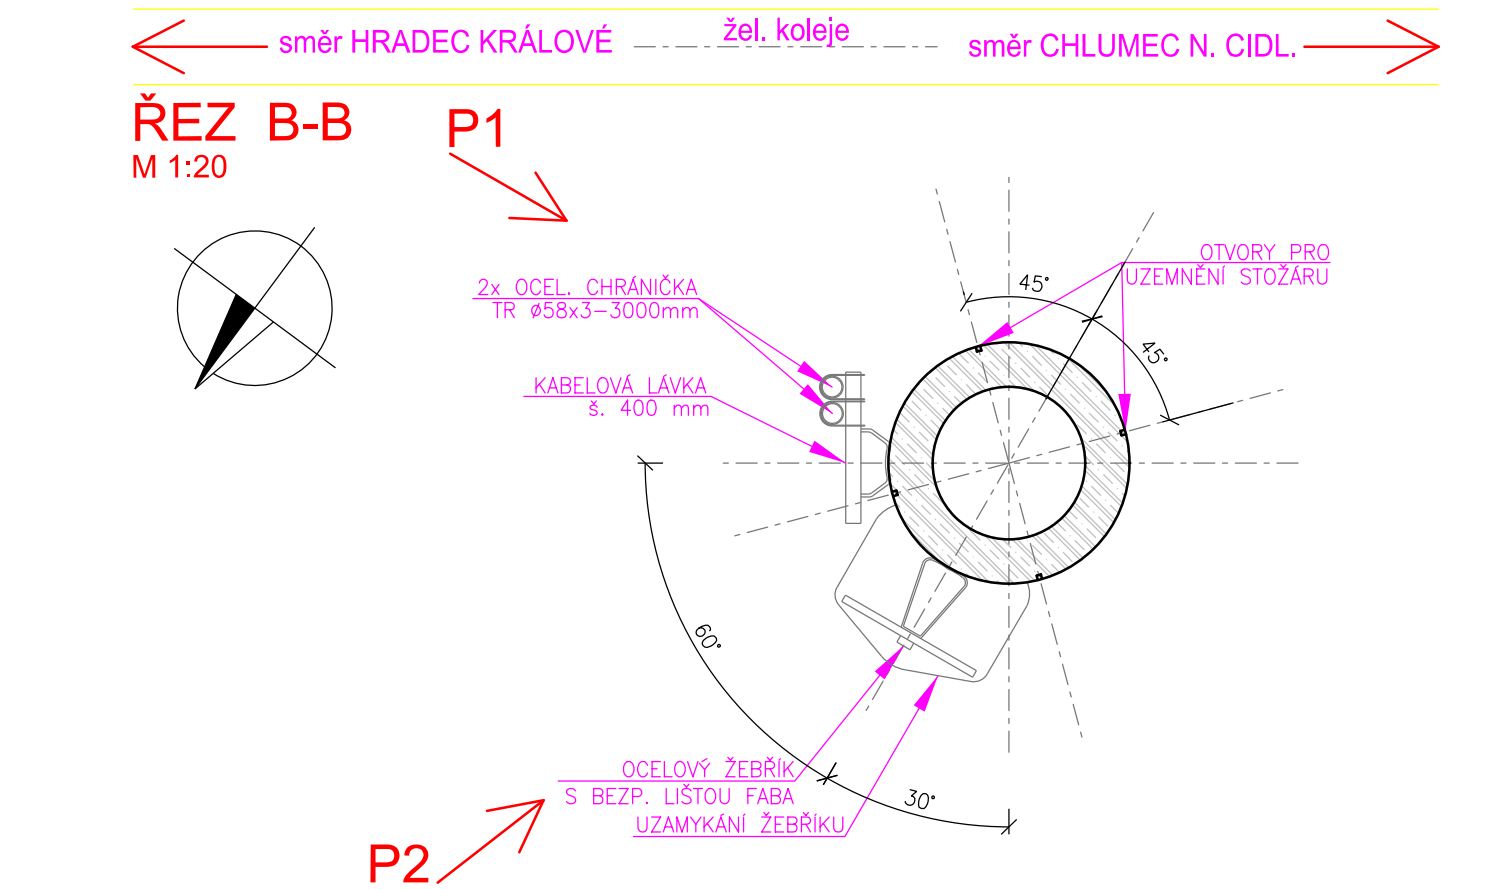 směr HRADEC KRÁLOVÉ
žel. koleje
směr CHLUMEC N. CIDL.
ŘEZ B-B
M 1:20
P1
OTVORY PRO
UZEMNĚNÍ STOŽÁRU
45°
45°
2x OCEL. CHRÁNIČKA
TR Ø58x3-3000mm
KABELOVÁ LÁVKA
š. 400 mm
60°
30°
OCELOVÝ ŽEBŘÍK
S BEZP. LIŠTOU FABA
UZAMYKÁNÍ ŽEBŘÍKU
P2